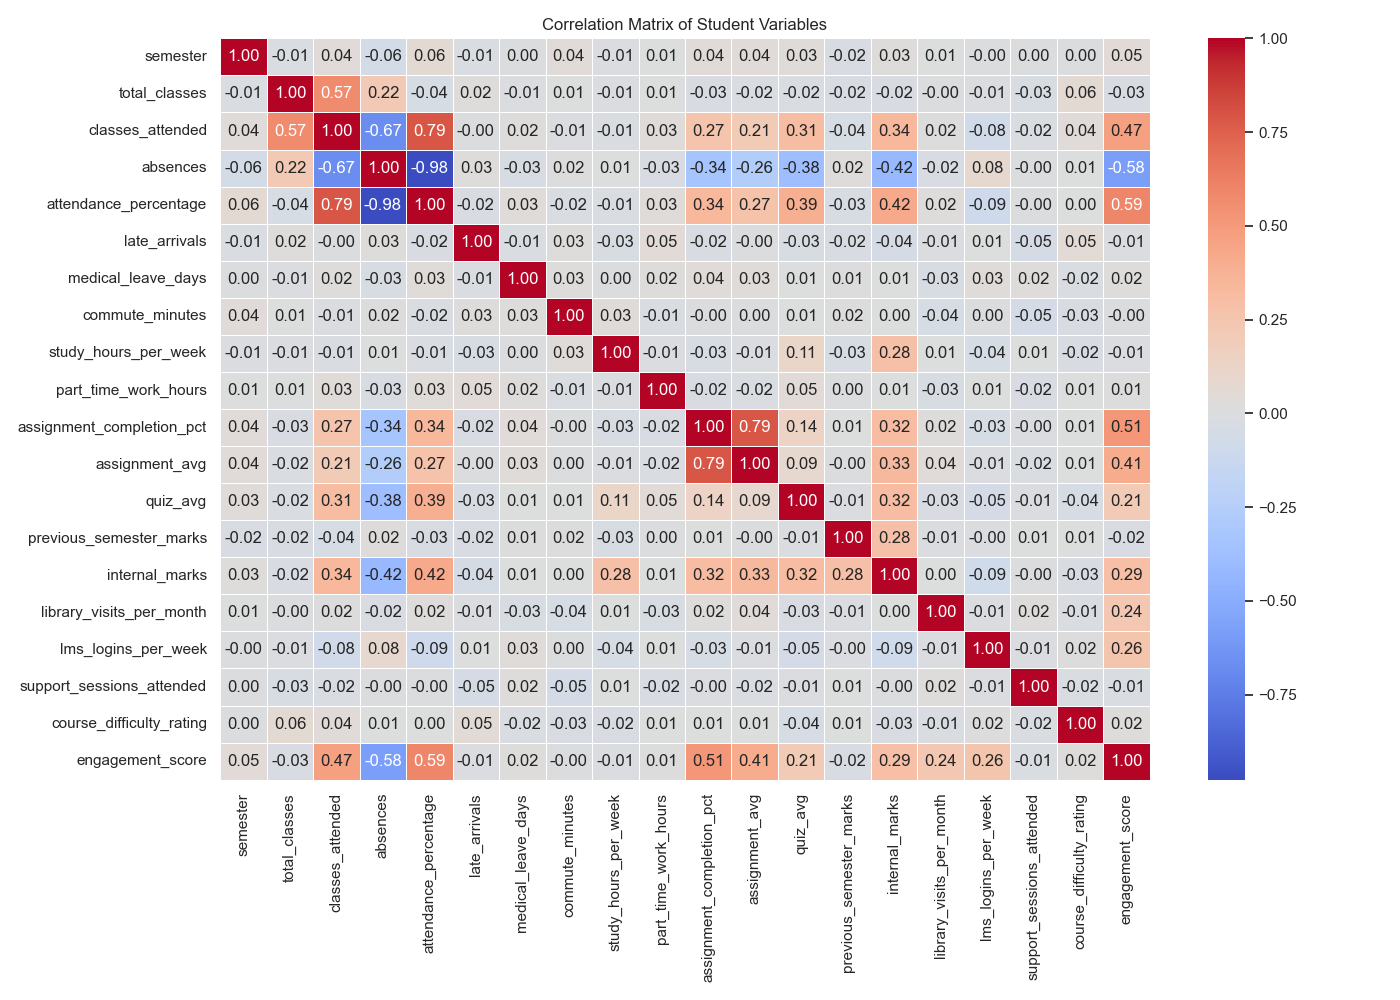 Correlation Matrix of Student Variables
semester 1.00 -0.01 0.04 -0.06 0.06 -0.01 0.00 0.04 -0.01 0.01 0.04 0.04 0.03 -0.02 0.03 0.01 -0.00 0.00 0.00 0.05
total_classes -0.01 1.00 0.57 0.22 -0.04 0.02 -0.01 0.01 -0.01 0.01 -0.03 -0.02 -0.02 -0.02 -0.02 -0.00 -0.01 -0.03 0.06 -0.03
classes_attended 0.04 0.57 1.00 -0.67 0.79 -0.00 0.02 -0.01 -0.01 0.03 0.27 0.21 0.31 -0.04 0.34 0.02 -0.08 -0.02 0.04 0.47
absences -0.06 0.22 -0.67 1.00 -0.98 0.03 -0.03 0.02 0.01 -0.03 -0.34 -0.26 -0.38 0.02 -0.42 -0.02 0.08 -0.00 0.01 -0.58
attendance_percentage 0.06 -0.04 0.79 -0.98 1.00 -0.02 0.03 -0.02 -0.01 0.03 0.34 0.27 0.39 -0.03 0.42 0.02 -0.09 -0.00 0.00 0.59
late_arrivals -0.01 0.02 -0.00 0.03 -0.02 1.00 -0.01 0.03 -0.03 0.05 -0.02 -0.00 -0.03 -0.02 -0.04 -0.01 0.01 -0.05 0.05 -0.01
medical_leave_days 0.00 -0.01 0.02 -0.03 0.03 -0.01 1.00 0.03 0.00 0.02 0.04 0.03 0.01 0.01 0.01 -0.03 0.03 0.02 -0.02 0.02
commute_minutes 0.04 0.01 -0.01 0.02 -0.02 0.03 0.03 1.00 0.03 -0.01 -0.00 0.00 0.01 0.02 0.00 -0.04 0.00 -0.05 -0.03 -0.00
study_hours_per_week -0.01 -0.01 -0.01 0.01 -0.01 -0.03 0.00 0.03 1.00 -0.01 -0.03 -0.01 0.11 -0.03 0.28 0.01 -0.04 0.01 -0.02 -0.01
part_time_work_hours 0.01 0.01 0.03 -0.03 0.03 0.05 0.02 -0.01 -0.01 1.00 -0.02 -0.02 0.05 0.00 0.01 -0.03 0.01 -0.02 0.01 0.01
assignment_completion_pct 0.04 -0.03 0.27 -0.34 0.34 -0.02 0.04 -0.00 -0.03 -0.02 1.00 0.79 0.14 0.01 0.32 0.02 -0.03 -0.00 0.01 0.51
assignment_avg 0.04 -0.02 0.21 -0.26 0.27 -0.00 0.03 0.00 -0.01 -0.02 0.79 1.00 0.09 -0.00 0.33 0.04 -0.01 -0.02 0.01 0.41
quiz_avg 0.03 -0.02 0.31 -0.38 0.39 -0.03 0.01 0.01 0.11 0.05 0.14 0.09 1.00 -0.01 0.32 -0.03 -0.05 -0.01 -0.04 0.21
previous_semester_marks -0.02 -0.02 -0.04 0.02 -0.03 -0.02 0.01 0.02 -0.03 0.00 0.01 -0.00 -0.01 1.00 0.28 -0.01 -0.00 0.01 0.01 -0.02
internal_marks 0.03 -0.02 0.34 -0.42 0.42 -0.04 0.01 0.00 0.28 0.01 0.32 0.33 0.32 0.28 1.00 0.00 -0.09 -0.00 -0.03 0.29
library_visits_per_month 0.01 -0.00 0.02 -0.02 0.02 -0.01 -0.03 -0.04 0.01 -0.03 0.02 0.04 -0.03 -0.01 0.00 1.00 -0.01 0.02 -0.01 0.24
lms_logins_per_week -0.00 -0.01 -0.08 0.08 -0.09 0.01 0.03 0.00 -0.04 0.01 -0.03 -0.01 -0.05 -0.00 -0.09 -0.01 1.00 -0.01 0.02 0.26
support_sessions_attended 0.00 -0.03 -0.02 -0.00 -0.00 -0.05 0.02 -0.05 0.01 -0.02 -0.00 -0.02 -0.01 0.01 -0.00 0.02 -0.01 1.00 -0.02 -0.01
course_difficulty_rating 0.00 0.06 0.04 0.01 0.00 0.05 -0.02 -0.03 -0.02 0.01 0.01 0.01 -0.04 0.01 -0.03 -0.01 0.02 -0.02 1.00 0.02
engagement_score 0.05 -0.03 0.47 -0.58 0.59 -0.01 0.02 -0.00 -0.01 0.01 0.51 0.41 0.21 -0.02 0.29 0.24 0.26 -0.01 0.02 1.00
semester
total_classes
classes_attended
absences
attendance_percentage
late_arrivals
medical_leave_days
commute_minutes
study_hours_per_week
part_time_work_hours
assignment_completion_pct
assignment_avg
quiz_avg
previous_semester_marks
internal_marks
library_visits_per_month
lms_logins_per_week
support_sessions_attended
course_difficulty_rating
engagement_score
1.00
0.75
0.50
0.25
0.00
−0.25
−0.50
−0.75